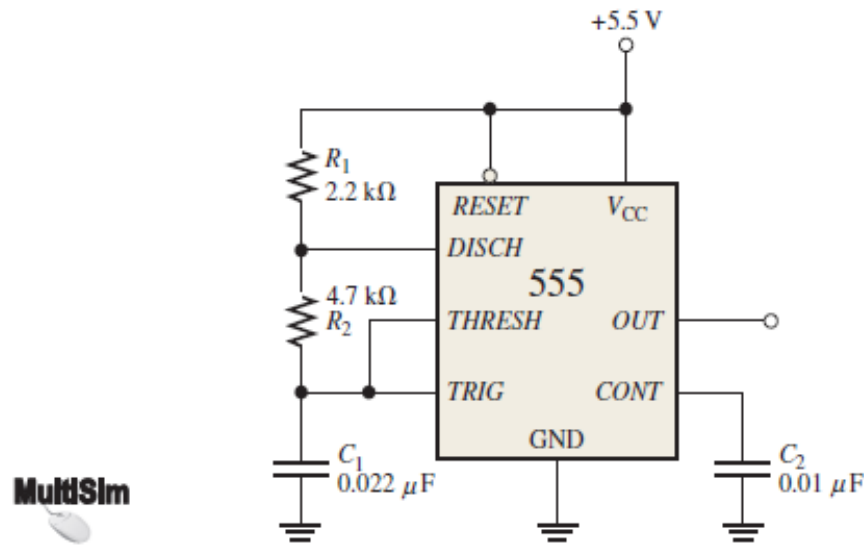 +5.5 V
R1
2.2 kΩ
RESET
VCC
DISCH
555
4.7 kΩ
R2
THRESH
OUT
TRIG
CONT
GND
C1
0.022 μF
C2
0.01 μF
MultiSim